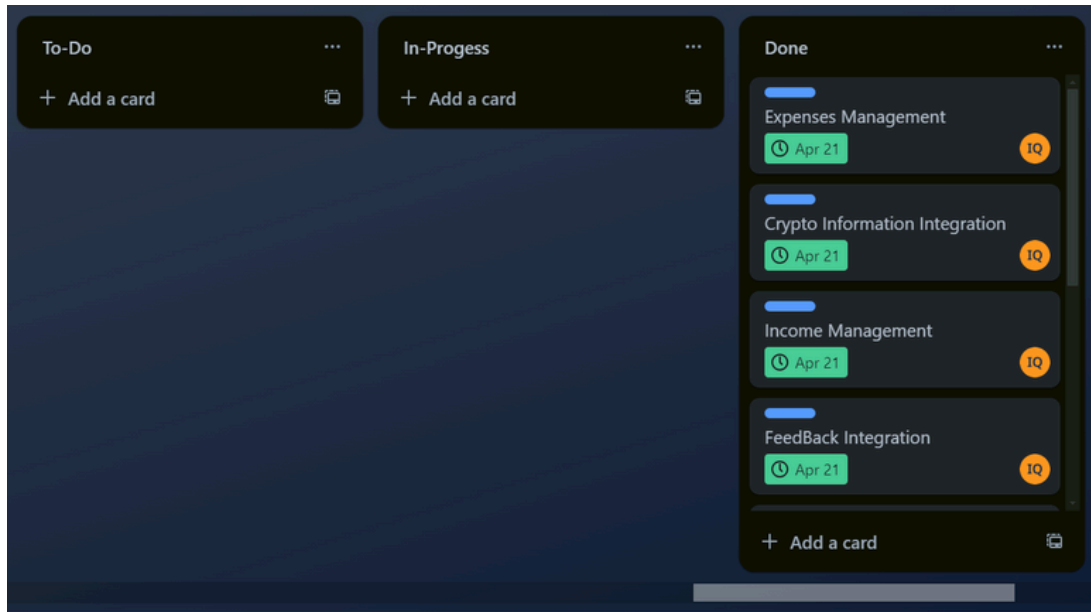 To-Do
Add a card
In-Progess
Add a card
Done
Expenses Management
Apr 21
IQ
Crypto Information Integration
Apr 21
IQ
Income Management
Apr 21
IQ
FeedBack Integration
Apr 21
IQ
Add a card